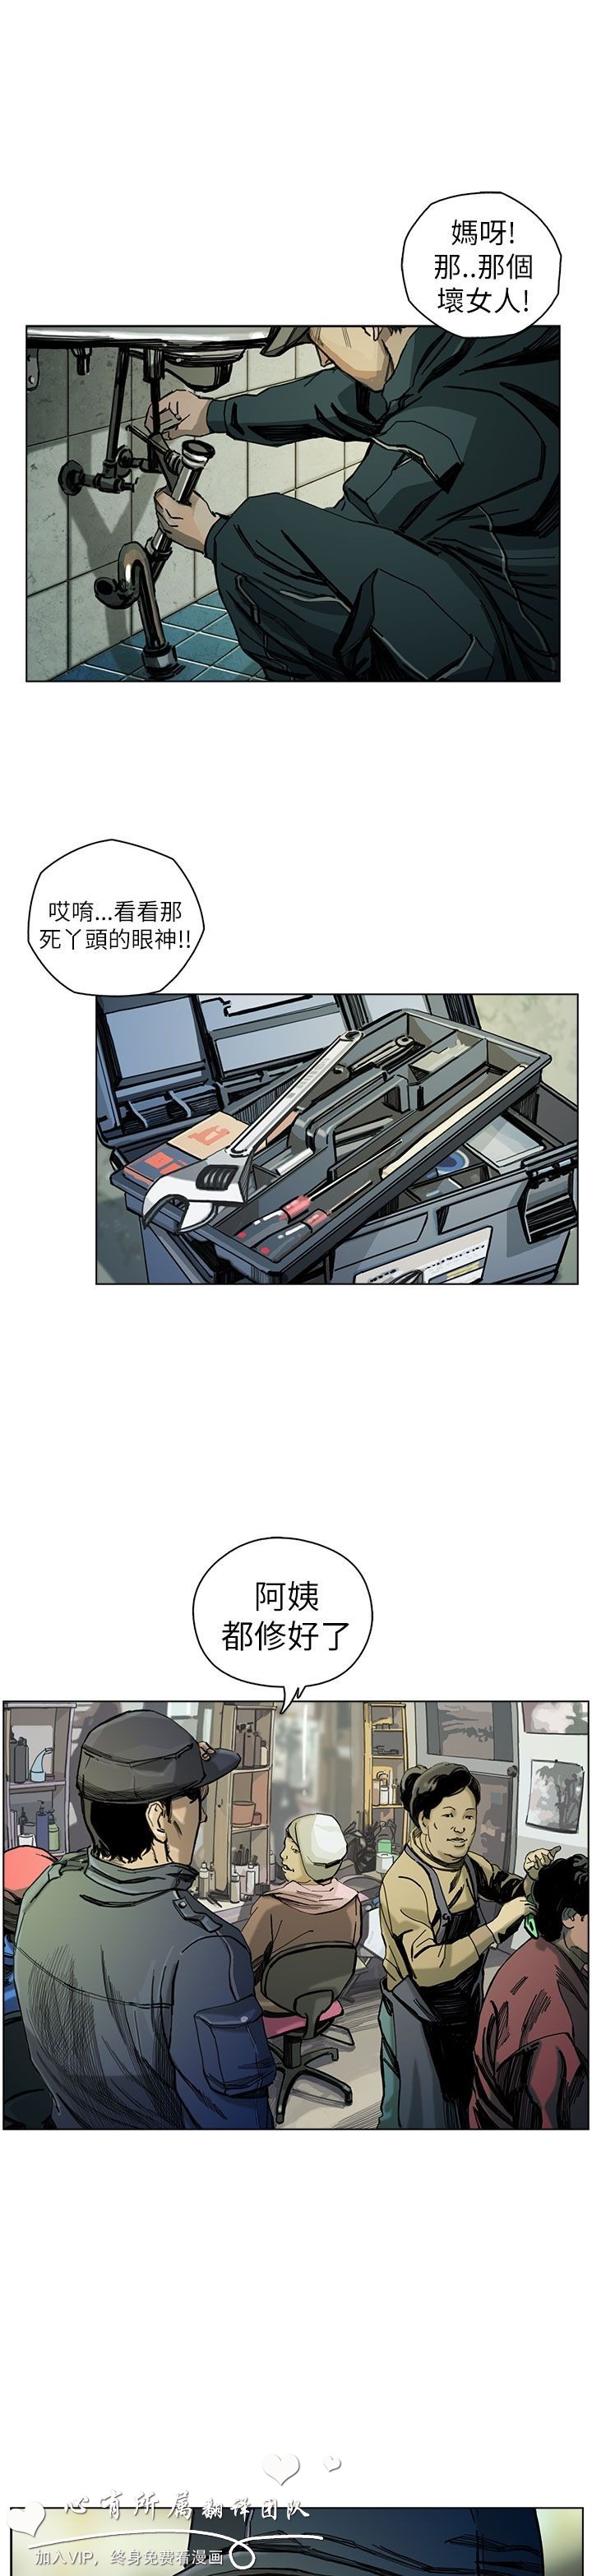 媽呀!
那..那個
壞女人!
哎唷...看看那
死丫頭的眼神!!
阿姨
都修好了
心有所属翻译团队
加入VIP，终身免费看漫画